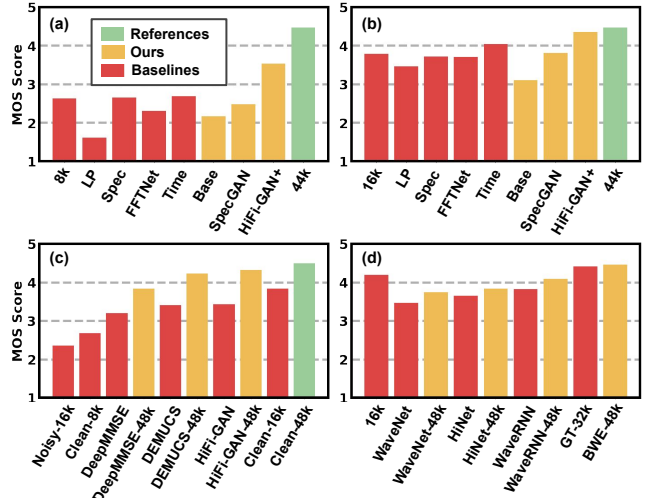 (a)
References
Ours
Baselines
MOS Score
5
4
3
2
1
8k
LP
Spec
FFTNet
Time
Base
SpecGAN
HiFi-GAN+
44k
(b)
5
4
3
2
1
16k
LP
Spec
FFTNet
Time
Base
SpecGAN
HiFi-GAN+
44k
(c)
MOS Score
5
4
3
2
1
Noisy-16k
Clean-8k
DeepMMSE
DeepMMSE-48k
DEMUCS
DEMUCS-48k
HiFi-GAN
HiFi-GAN-48k
Clean-16k
Clean-48k
(d)
5
4
3
2
1
16k
WaveNet
WaveNet-48k
HiNet
HiNet-48k
WaveRNN
WaveRNN-48k
GT-32k
BWE-48k